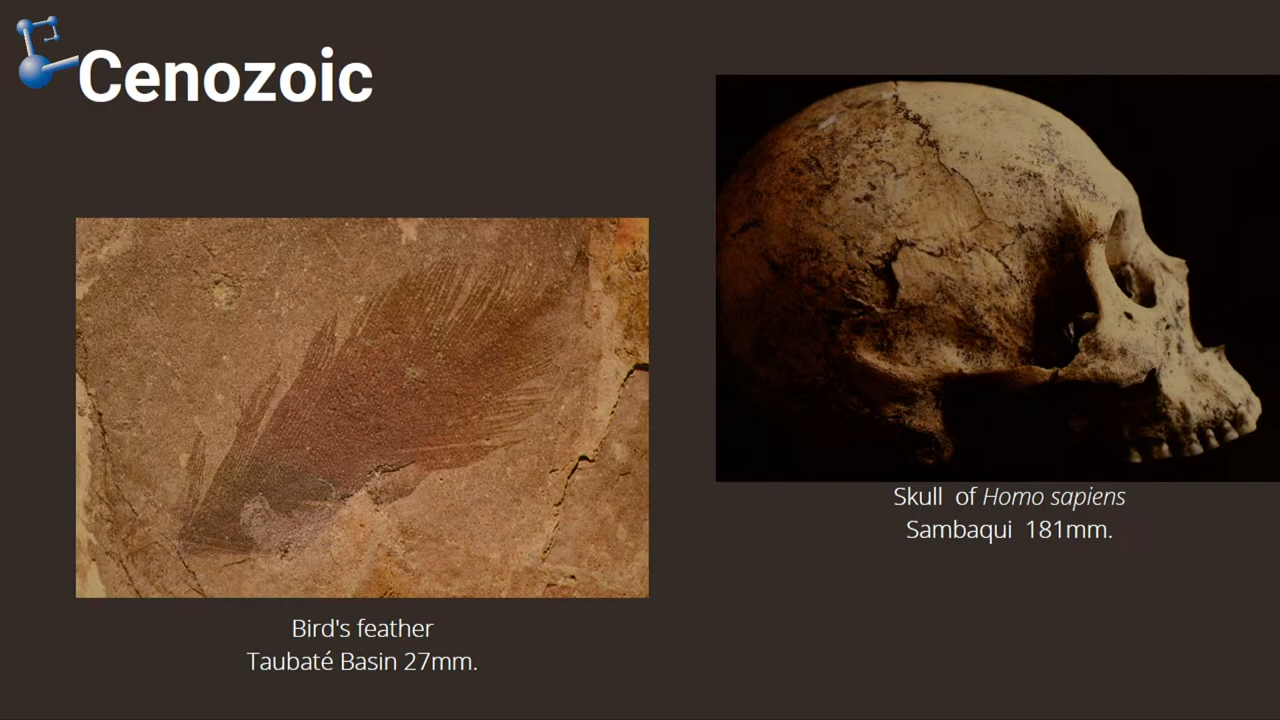 Cenozoic
Skull of Homo sapiens
Sambaqui 181mm.
Bird's feather
Taubaté Basin 27mm.